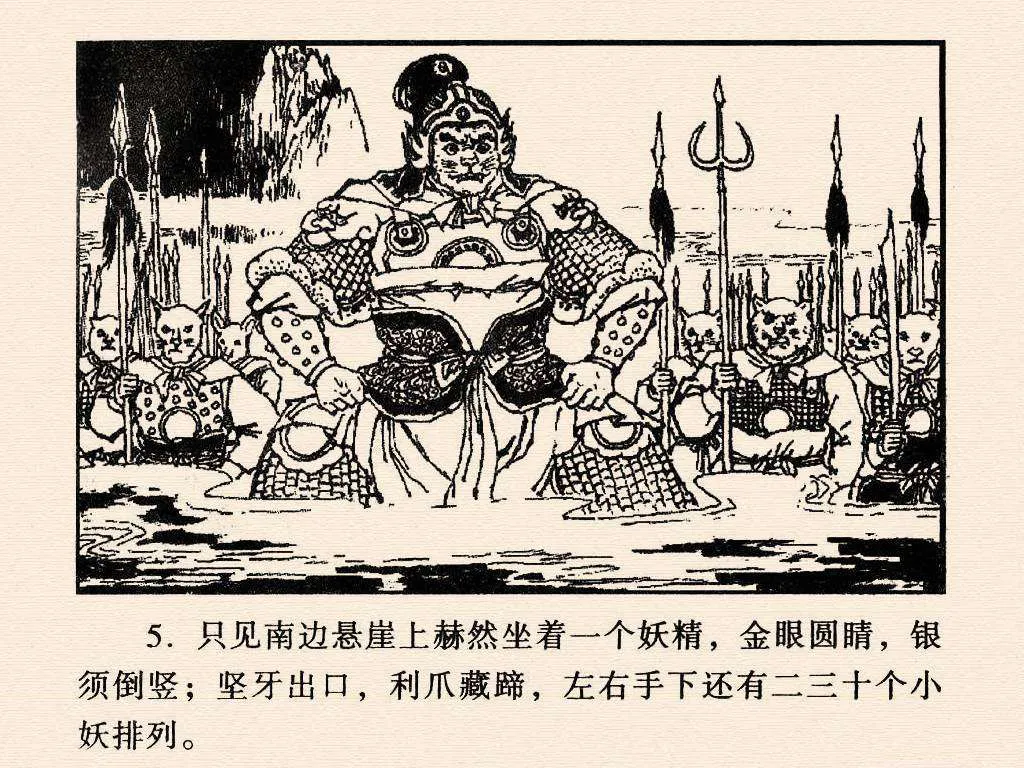 5. 只见南边悬崖上赫然坐着一个妖精，金眼圆睛，银
须倒竖；坚牙出口，利爪藏蹄，左右手下还有二三十个小
妖排列。